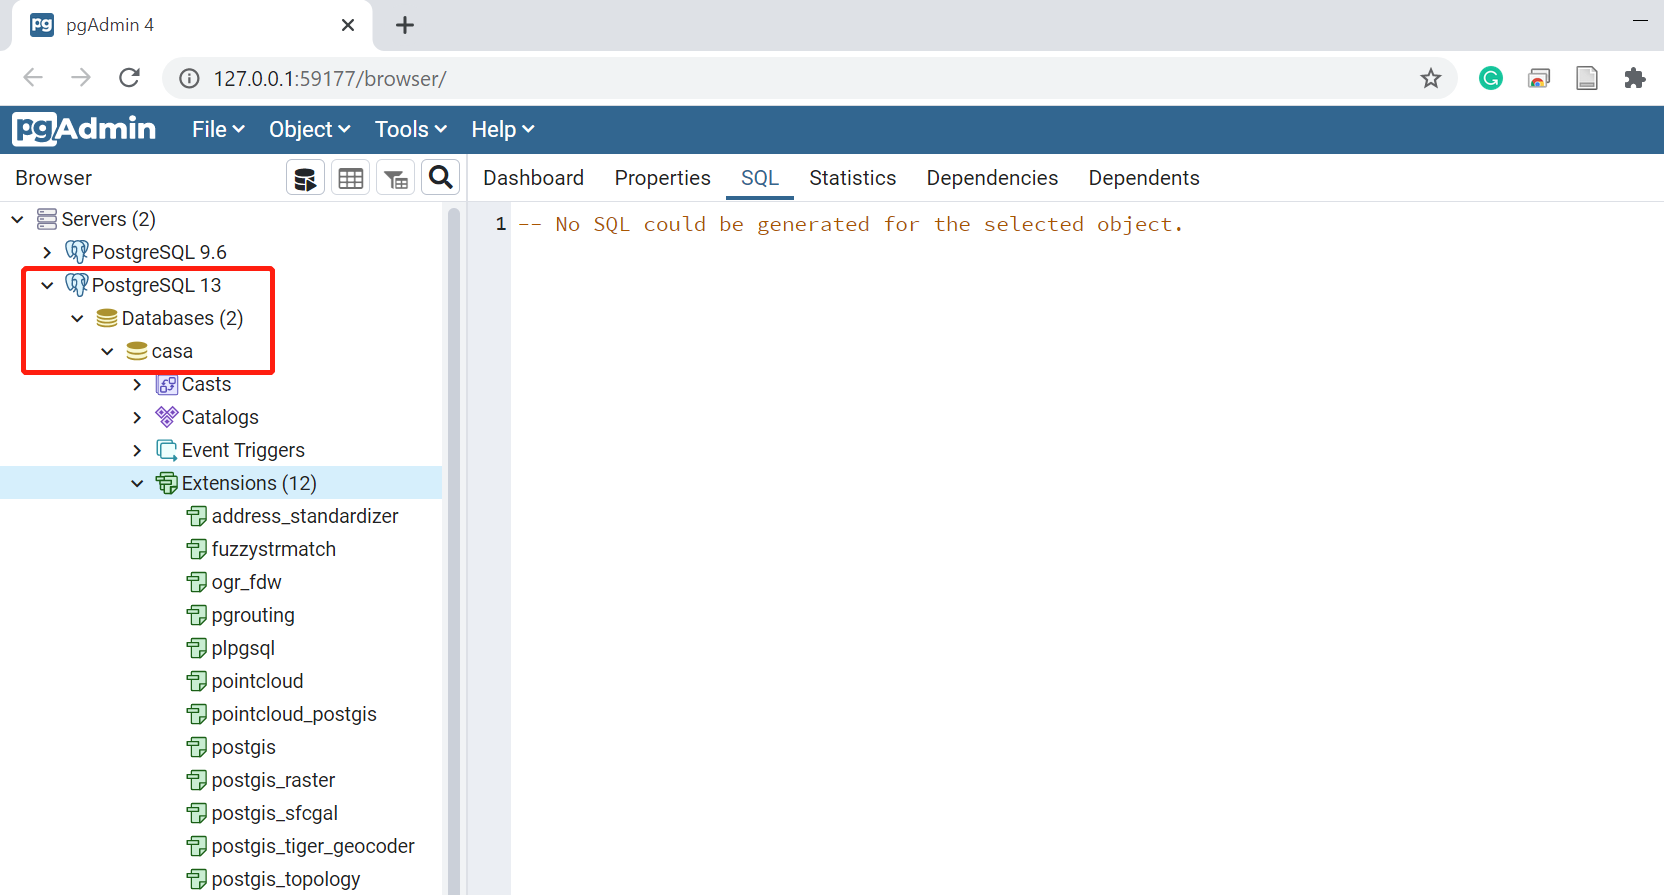 pgAdmin 4
127.0.0.1:59177/browser/
pgAdmin File Object Tools Help
Browser
Dashboard Properties SQL Statistics Dependencies Dependents
Servers (2)
PostgreSQL 9.6
PostgreSQL 13
Databases (2)
casa
Casts
Catalogs
Event Triggers
Extensions (12)
address_standardizer
fuzzystrmatch
ogr_fdw
pgrouting
plpgsql
pointcloud
pointcloud_postgis
postgis
postgis_raster
postgis_sfcgal
postgis_tiger_geocoder
postgis_topology
1 -- No SQL could be generated for the selected object.